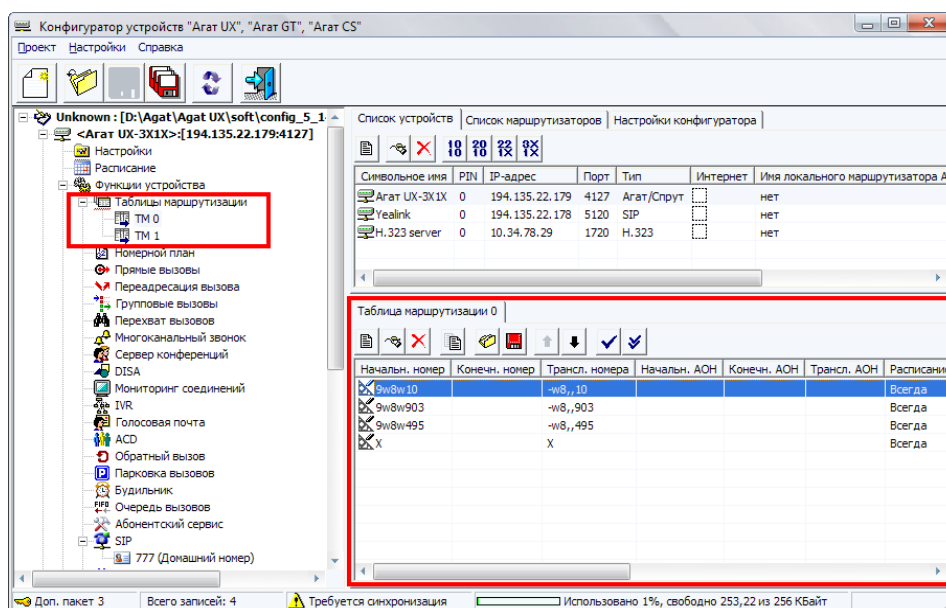 Конфигуратор устройств "Агат UX", "Агат GT", "Агат CS"
Проект Настройки Справка
Unknown : [D:\Agat\Agat UX\soft\config_5_1
<Агат UX-3X1X>:[194.135.22.179:4127]
Настройки
Расписание
Функции устройства
Таблицы маршрутизации
ТМ 0
ТМ 1
Номерной план
Прямые вызовы
Переадресация вызова
Групповые вызовы
Перехват вызовов
Многоканальный звонок
Сервер конференций
DISA
Мониторинг соединений
IVR
Голосовая почта
ACD
Обратный вызов
Парковка вызовов
Будильник
Очередь вызовов
Абонентский сервис
SIP
777 (Домашний номер)
Список устройств Список маршрутизаторов Настройки конфигуратора
Символьное имя PIN IP-адрес Порт Тип Интернет Имя локального маршрутизатора А
Агат UX-3X1X 0 194.135.22.179 4127 Агат/Спрут нет
Yealink 0 194.135.22.178 5120 SIP нет
H.323 server 0 10.34.78.29 1720 H.323 нет
Таблица маршрутизации 0
Начальн. номер Конечн. номер Трансл. номера Начальн. АОН Конечн. АОН Трансл. АОН Расписание
9w8w10 -w8,,10 Всегда
9w8w903 -w8,,903 Всегда
9w8w495 -w8,,495 Всегда
X X Всегда
Доп. пакет 3 Всего записей: 4 Требуется синхронизация Использовано 1%, свободно 253,22 из 256 КБайт